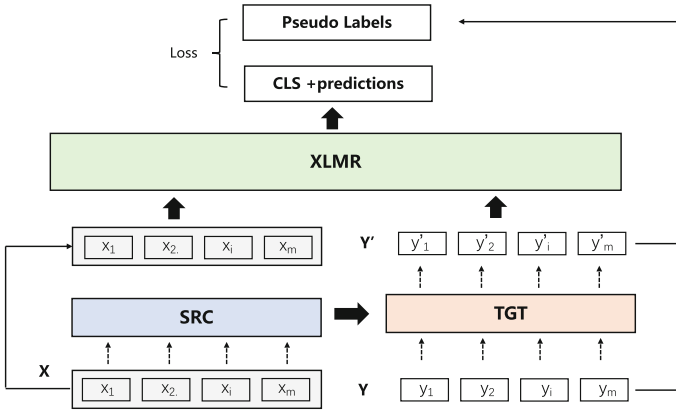 Pseudo Labels
Loss
CLS +predictions
XLMR
x1 x2. xi xm Y' y'1 y'2 y'i y'm
SRC TGT
X
x1 x2. xi xm Y y1 y2 yi ym